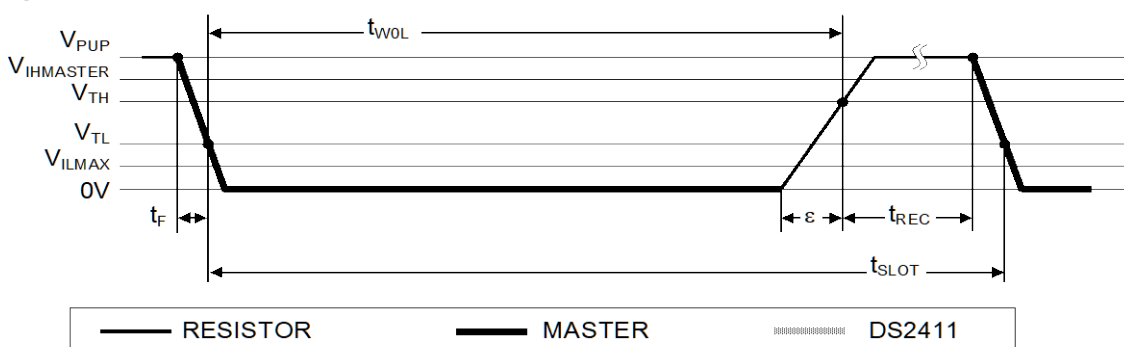 tW0L
VPUP
VIHMASTER
VTH
VTL
VILMAX
0V
tF
ε
tREC
tSLOT
RESISTOR MASTER DS2411